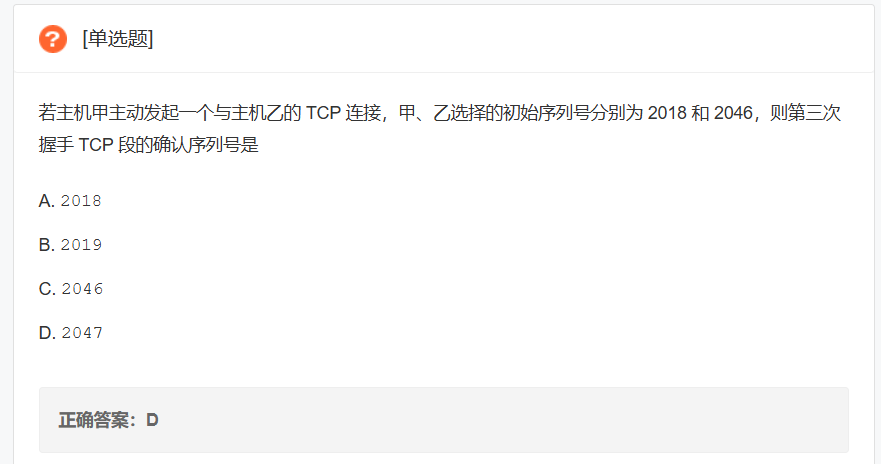 [单选题]
若主机甲主动发起一个与主机乙的 TCP 连接，甲、乙选择的初始序列号分别为 2018 和 2046，则第三次
握手 TCP 段的确认序列号是
A. 2018
B. 2019
C. 2046
D. 2047
正确答案：D